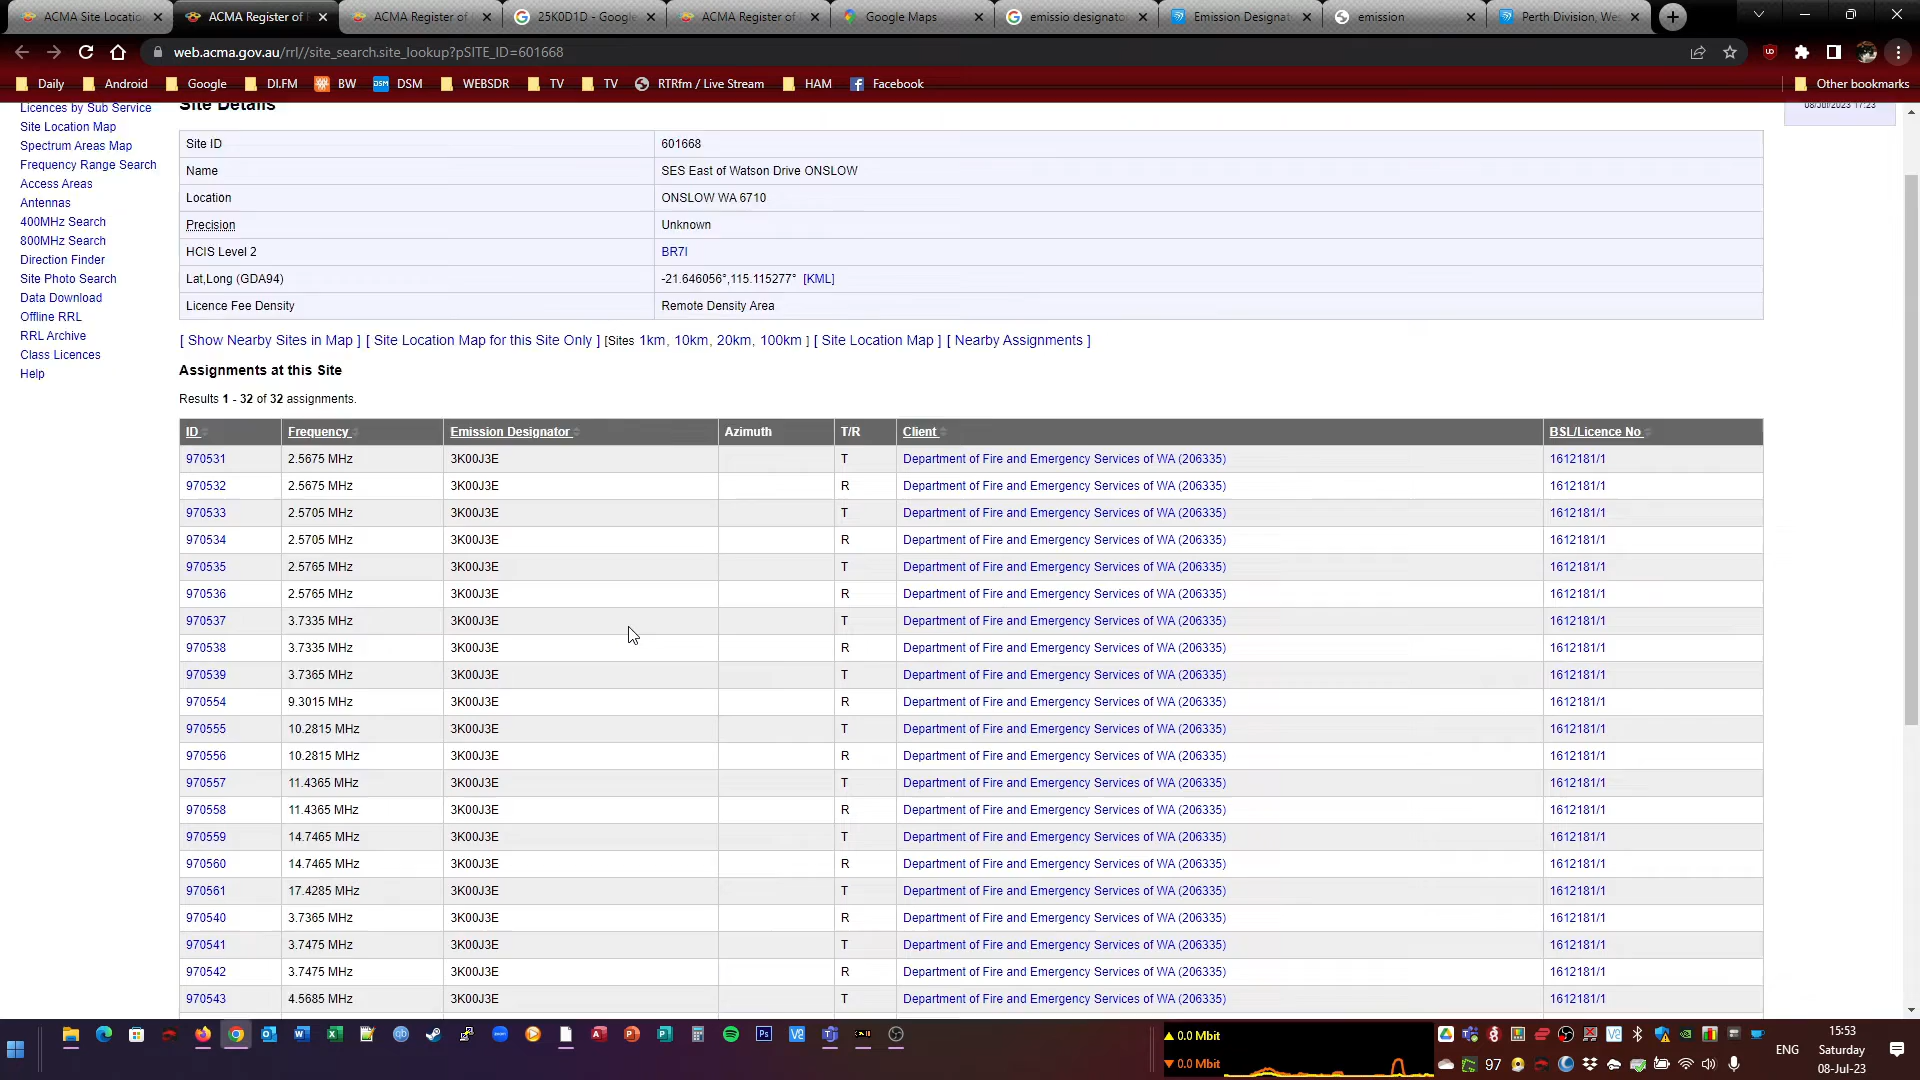 ACMA Site Locatio
ACMA Register of
ACMA Register of
25K0D1D - Google
ACMA Register of
Google Maps
emissio designato
Emission Designat
emission
Perth Division, We
web.acma.gov.au/rrl//site_search.site_lookup?pSITE_ID=601668
Daily Android Google DI.FM BW DSM WEBSDR TV TV RTRfm / Live Stream HAM Facebook Other bookmarks
Licences by Sub Service
Site Location Map
Spectrum Areas Map
Frequency Range Search
Access Areas
Antennas
400MHz Search
800MHz Search
Direction Finder
Site Photo Search
Data Download
Offline RRL
RRL Archive
Class Licences
Help
Site Details
08/Jul/2023 17:23
Site ID 601668
Name SES East of Watson Drive ONSLOW
Location ONSLOW WA 6710
Precision Unknown
HCIS Level 2 BR7I
Lat,Long (GDA94) -21.646056°,115.115277° [KML]
Licence Fee Density Remote Density Area
[ Show Nearby Sites in Map ] [ Site Location Map for this Site Only ] [Sites 1km, 10km, 20km, 100km ] [ Site Location Map ] [ Nearby Assignments ]
Assignments at this Site
Results 1 - 32 of 32 assignments.
ID Frequency Emission Designator Azimuth T/R Client BSL/Licence No
970531 2.5675 MHz 3K00J3E T Department of Fire and Emergency Services of WA (206335) 1612181/1
970532 2.5675 MHz 3K00J3E R Department of Fire and Emergency Services of WA (206335) 1612181/1
970533 2.5705 MHz 3K00J3E T Department of Fire and Emergency Services of WA (206335) 1612181/1
970534 2.5705 MHz 3K00J3E R Department of Fire and Emergency Services of WA (206335) 1612181/1
970535 2.5765 MHz 3K00J3E T Department of Fire and Emergency Services of WA (206335) 1612181/1
970536 2.5765 MHz 3K00J3E R Department of Fire and Emergency Services of WA (206335) 1612181/1
970537 3.7335 MHz 3K00J3E T Department of Fire and Emergency Services of WA (206335) 1612181/1
970538 3.7335 MHz 3K00J3E R Department of Fire and Emergency Services of WA (206335) 1612181/1
970539 3.7365 MHz 3K00J3E T Department of Fire and Emergency Services of WA (206335) 1612181/1
970554 9.3015 MHz 3K00J3E R Department of Fire and Emergency Services of WA (206335) 1612181/1
970555 10.2815 MHz 3K00J3E T Department of Fire and Emergency Services of WA (206335) 1612181/1
970556 10.2815 MHz 3K00J3E R Department of Fire and Emergency Services of WA (206335) 1612181/1
970557 11.4365 MHz 3K00J3E T Department of Fire and Emergency Services of WA (206335) 1612181/1
970558 11.4365 MHz 3K00J3E R Department of Fire and Emergency Services of WA (206335) 1612181/1
970559 14.7465 MHz 3K00J3E T Department of Fire and Emergency Services of WA (206335) 1612181/1
970560 14.7465 MHz 3K00J3E R Department of Fire and Emergency Services of WA (206335) 1612181/1
970561 17.4285 MHz 3K00J3E T Department of Fire and Emergency Services of WA (206335) 1612181/1
970540 3.7365 MHz 3K00J3E R Department of Fire and Emergency Services of WA (206335) 1612181/1
970541 3.7475 MHz 3K00J3E T Department of Fire and Emergency Services of WA (206335) 1612181/1
970542 3.7475 MHz 3K00J3E R Department of Fire and Emergency Services of WA (206335) 1612181/1
970543 4.5685 MHz 3K00J3E T Department of Fire and Emergency Services of WA (206335) 1612181/1
0.0 Mbit
0.0 Mbit
97
ENG
15:53
Saturday
08-Jul-23